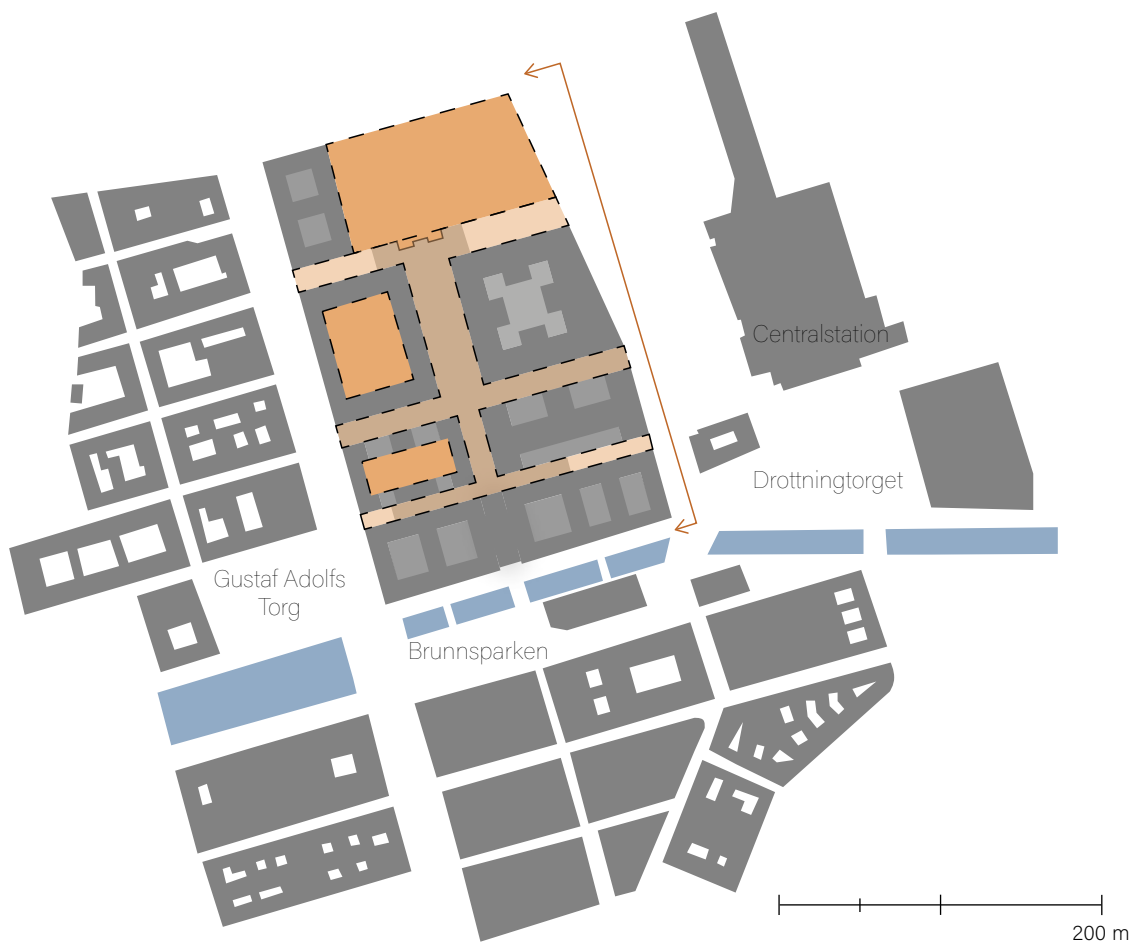 Centralstation
Drottningtorget
Gustaf Adolfs
Torg
Brunnsparken
200 m